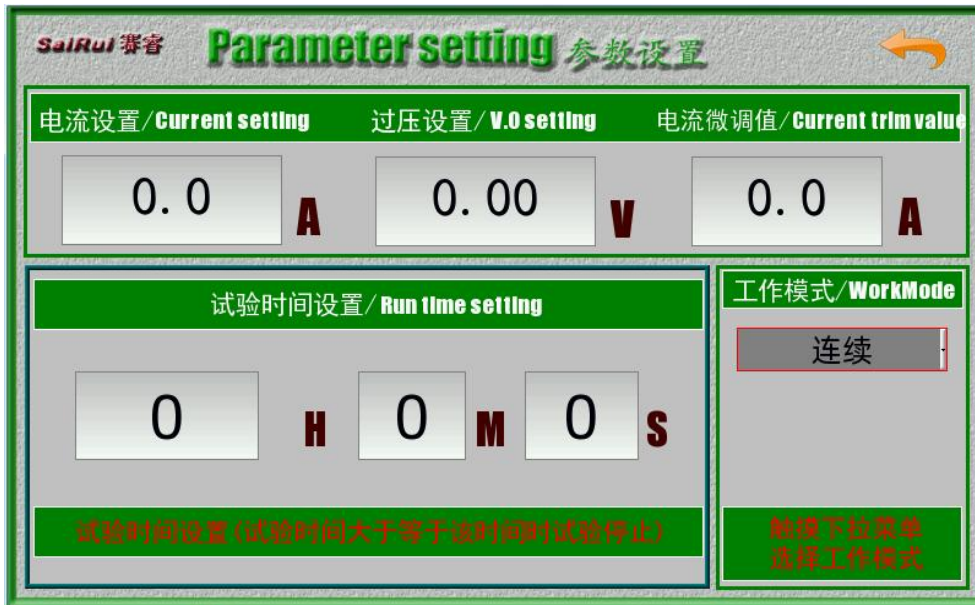 SaiRui 赛睿 Parameter setting 参数设置
电流设置/Current setting 过压设置/V.O setting 电流微调值/Current trim value
0.0 A 0.00 V 0.0 A
试验时间设置/Run time setting 工作模式/WorkMode
连续
0 H 0 M 0 S
试验时间设置(试验时间大于等于该时间时试验停止) 触摸下拉菜单
选择工作模式